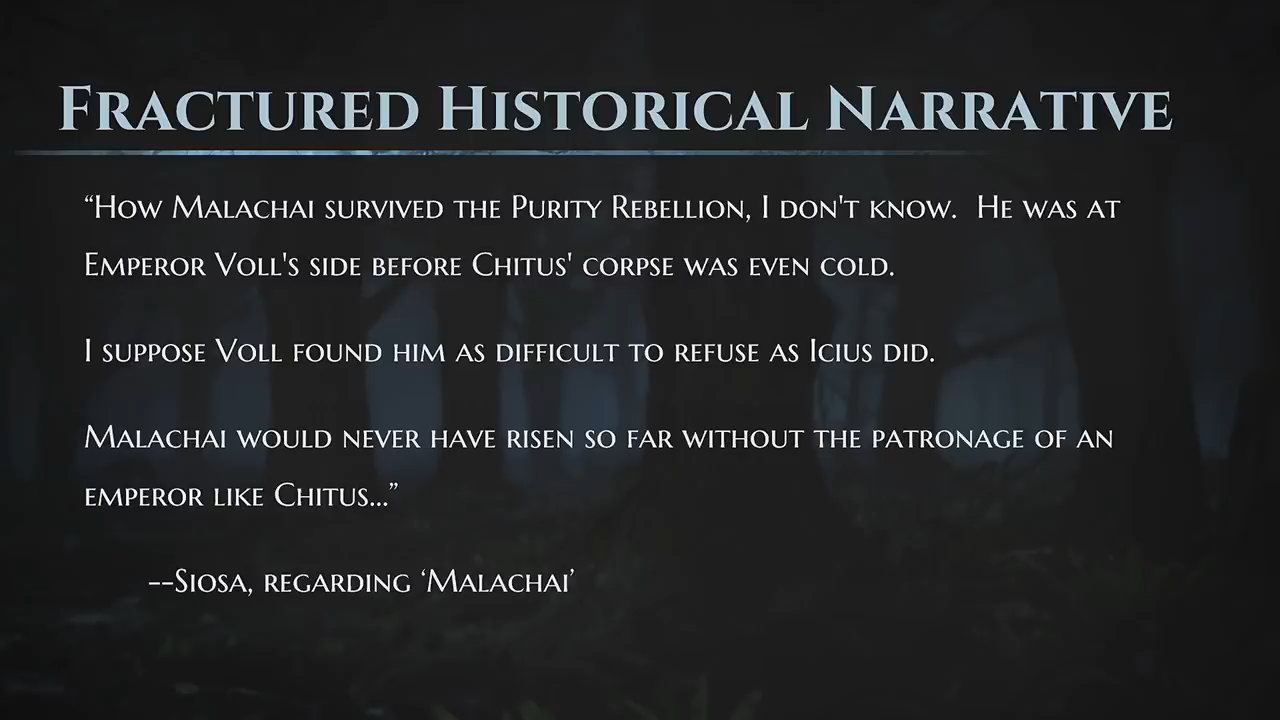 Fractured Historical Narrative
“How Malachai survived the Purity Rebellion, I don't know.  He was at
Emperor Voll's side before Chitus' corpse was even cold.
I suppose Voll found him as difficult to refuse as Icius did.
Malachai would never have risen so far without the patronage of an
emperor like Chitus...”
--Siosa, regarding ‘Malachai’